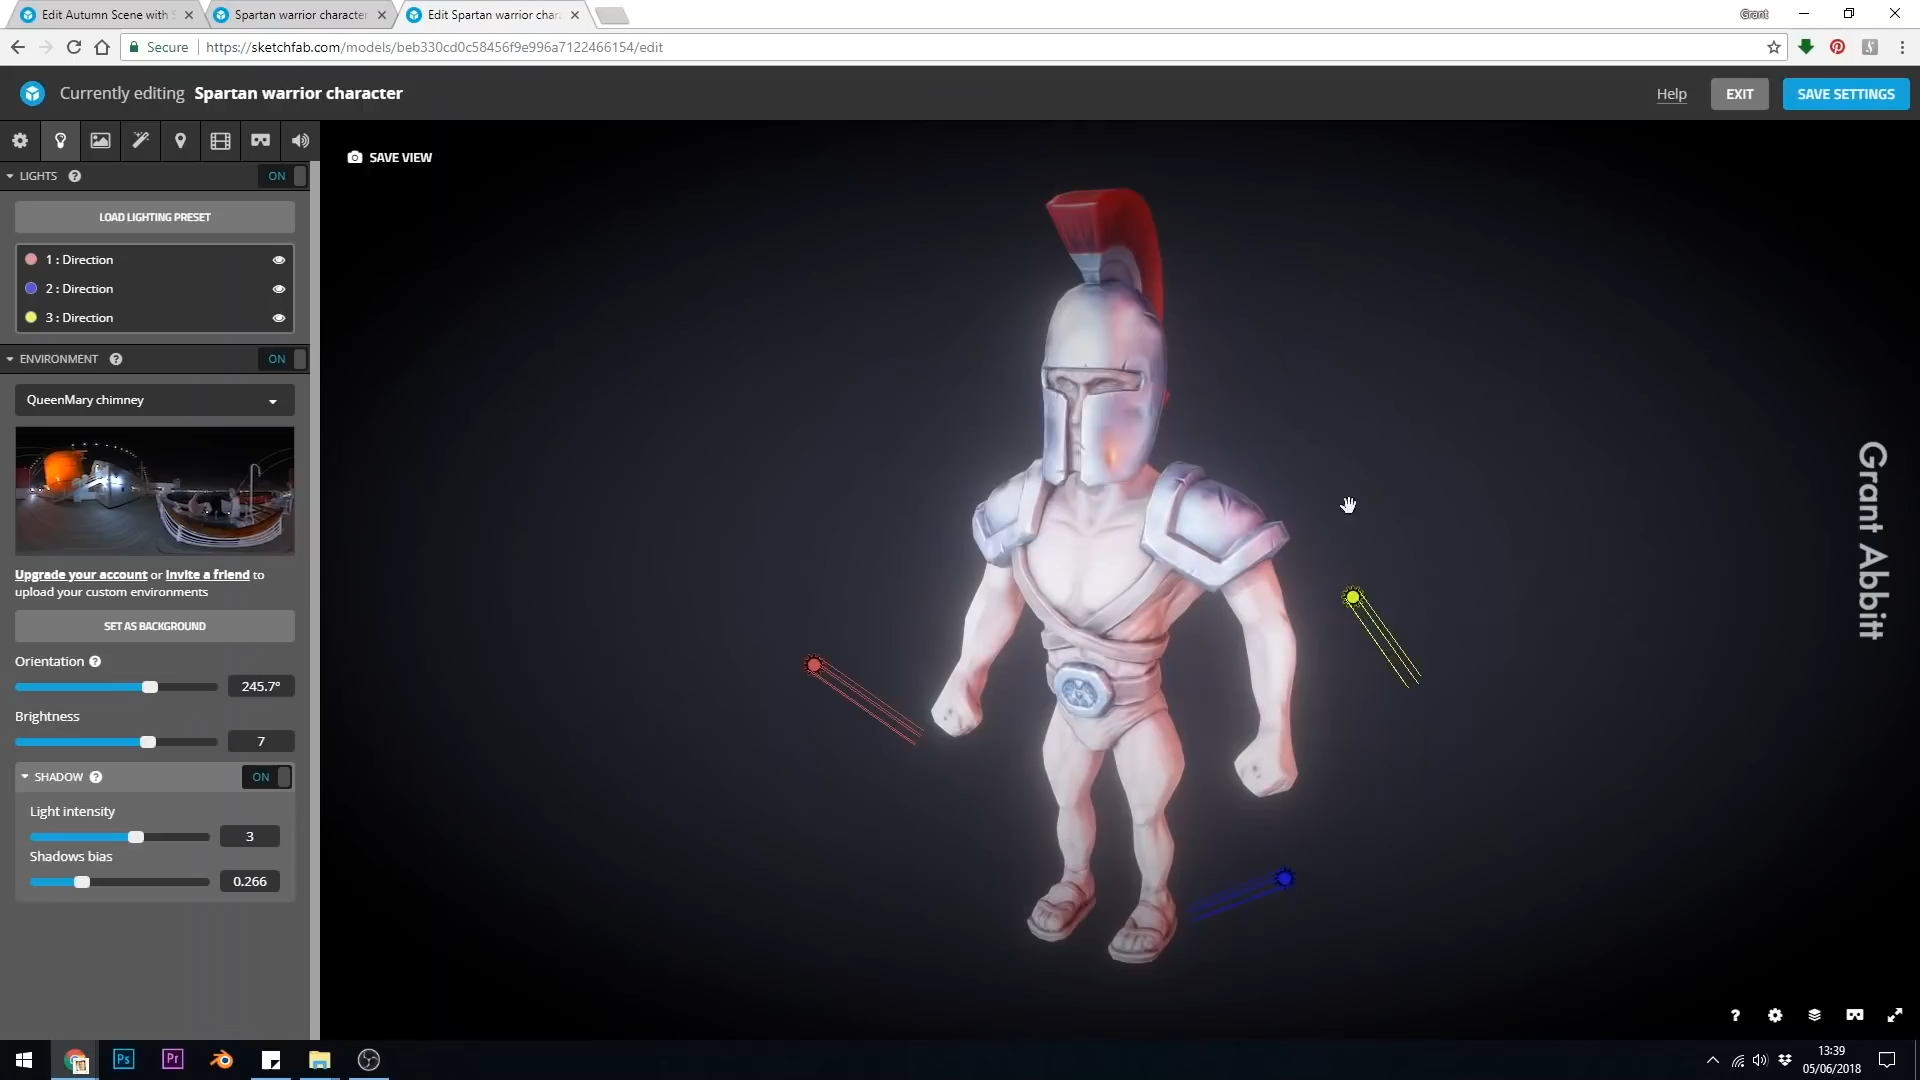 Edit Autumn Scene with S
Spartan warrior character
Edit Spartan warrior char
Grant
Secure
https://sketchfab.com/models/beb330cd0c58456f9e996a7122466154/edit
Currently editing Spartan warrior character
Help
EXIT
SAVE SETTINGS
SAVE VIEW
LIGHTS ?
ON
LOAD LIGHTING PRESET
1 : Direction
2 : Direction
3 : Direction
ENVIRONMENT ?
ON
QueenMary chimney
Upgrade your account or Invite a friend to
upload your custom environments
SET AS BACKGROUND
Orientation ?
245.7°
Brightness
7
SHADOW ?
ON
Light intensity
3
Shadows bias
0.266
Grant Abbitt
?
Ps
Pr
13:39
05/06/2018